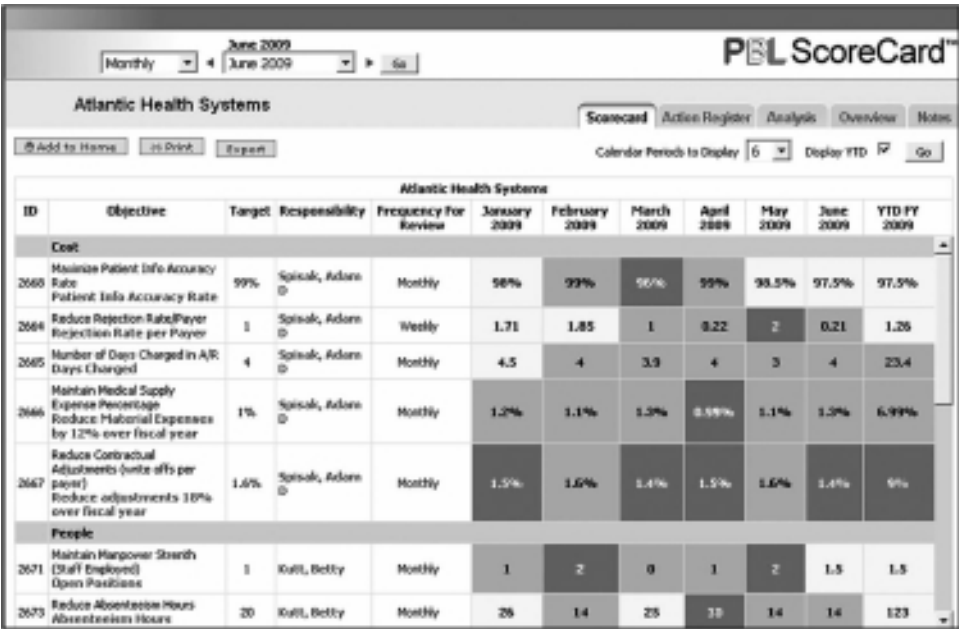 June 2009
Monthly June 2009 Go
PBL ScoreCard™
Atlantic Health Systems
Scorecard Action Register Analysis Overview Notes
Add to Home Print Export Calendar Periods to Display 6 Display YTD Go
Atlantic Health Systems
ID Objective Target Responsibility Frequency For Review January 2009 February 2009 March 2009 April 2009 May 2009 June 2009 YTD FY 2009
Cost
Maximize Patient Info Accuracy
2668 Rate 99% Spisak, Adam D Monthly 98% 99% 96% 99% 98.5% 97.5% 97.5%
Patient Info Accuracy Rate
2664 Reduce Rejection Rate/Payer 1 Spisak, Adam D Weekly 1.71 1.85 1 0.22 2 0.21 1.26
Rejection Rate per Payer
2665 Number of Days Charged in A/R 4 Spisak, Adam D Monthly 4.5 4 3.9 4 3 4 23.4
Days Charged
Maintain Medical Supply
2666 Expense Percentage 1% Spisak, Adam D Monthly 1.2% 1.1% 1.3% 0.99% 1.1% 1.3% 6.99%
Reduce Material Expenses
by 12% over fiscal year
Reduce Contractual
Adjustments (write offs per
2667 payer) 1.6% Spisak, Adam D Monthly 1.5% 1.6% 1.4% 1.5% 1.6% 1.4% 9%
Reduce adjustments 18%
over fiscal year
People
Maintain Manpower Strenth
2671 (Staff Employed) 1 Kutt, Betty Monthly 1 2 0 1 2 1.5 1.5
Open Positions
2673 Reduce Absenteeism Hours 20 Kutt, Betty Monthly 26 14 25 30 14 14 123
Absenteeism Hours